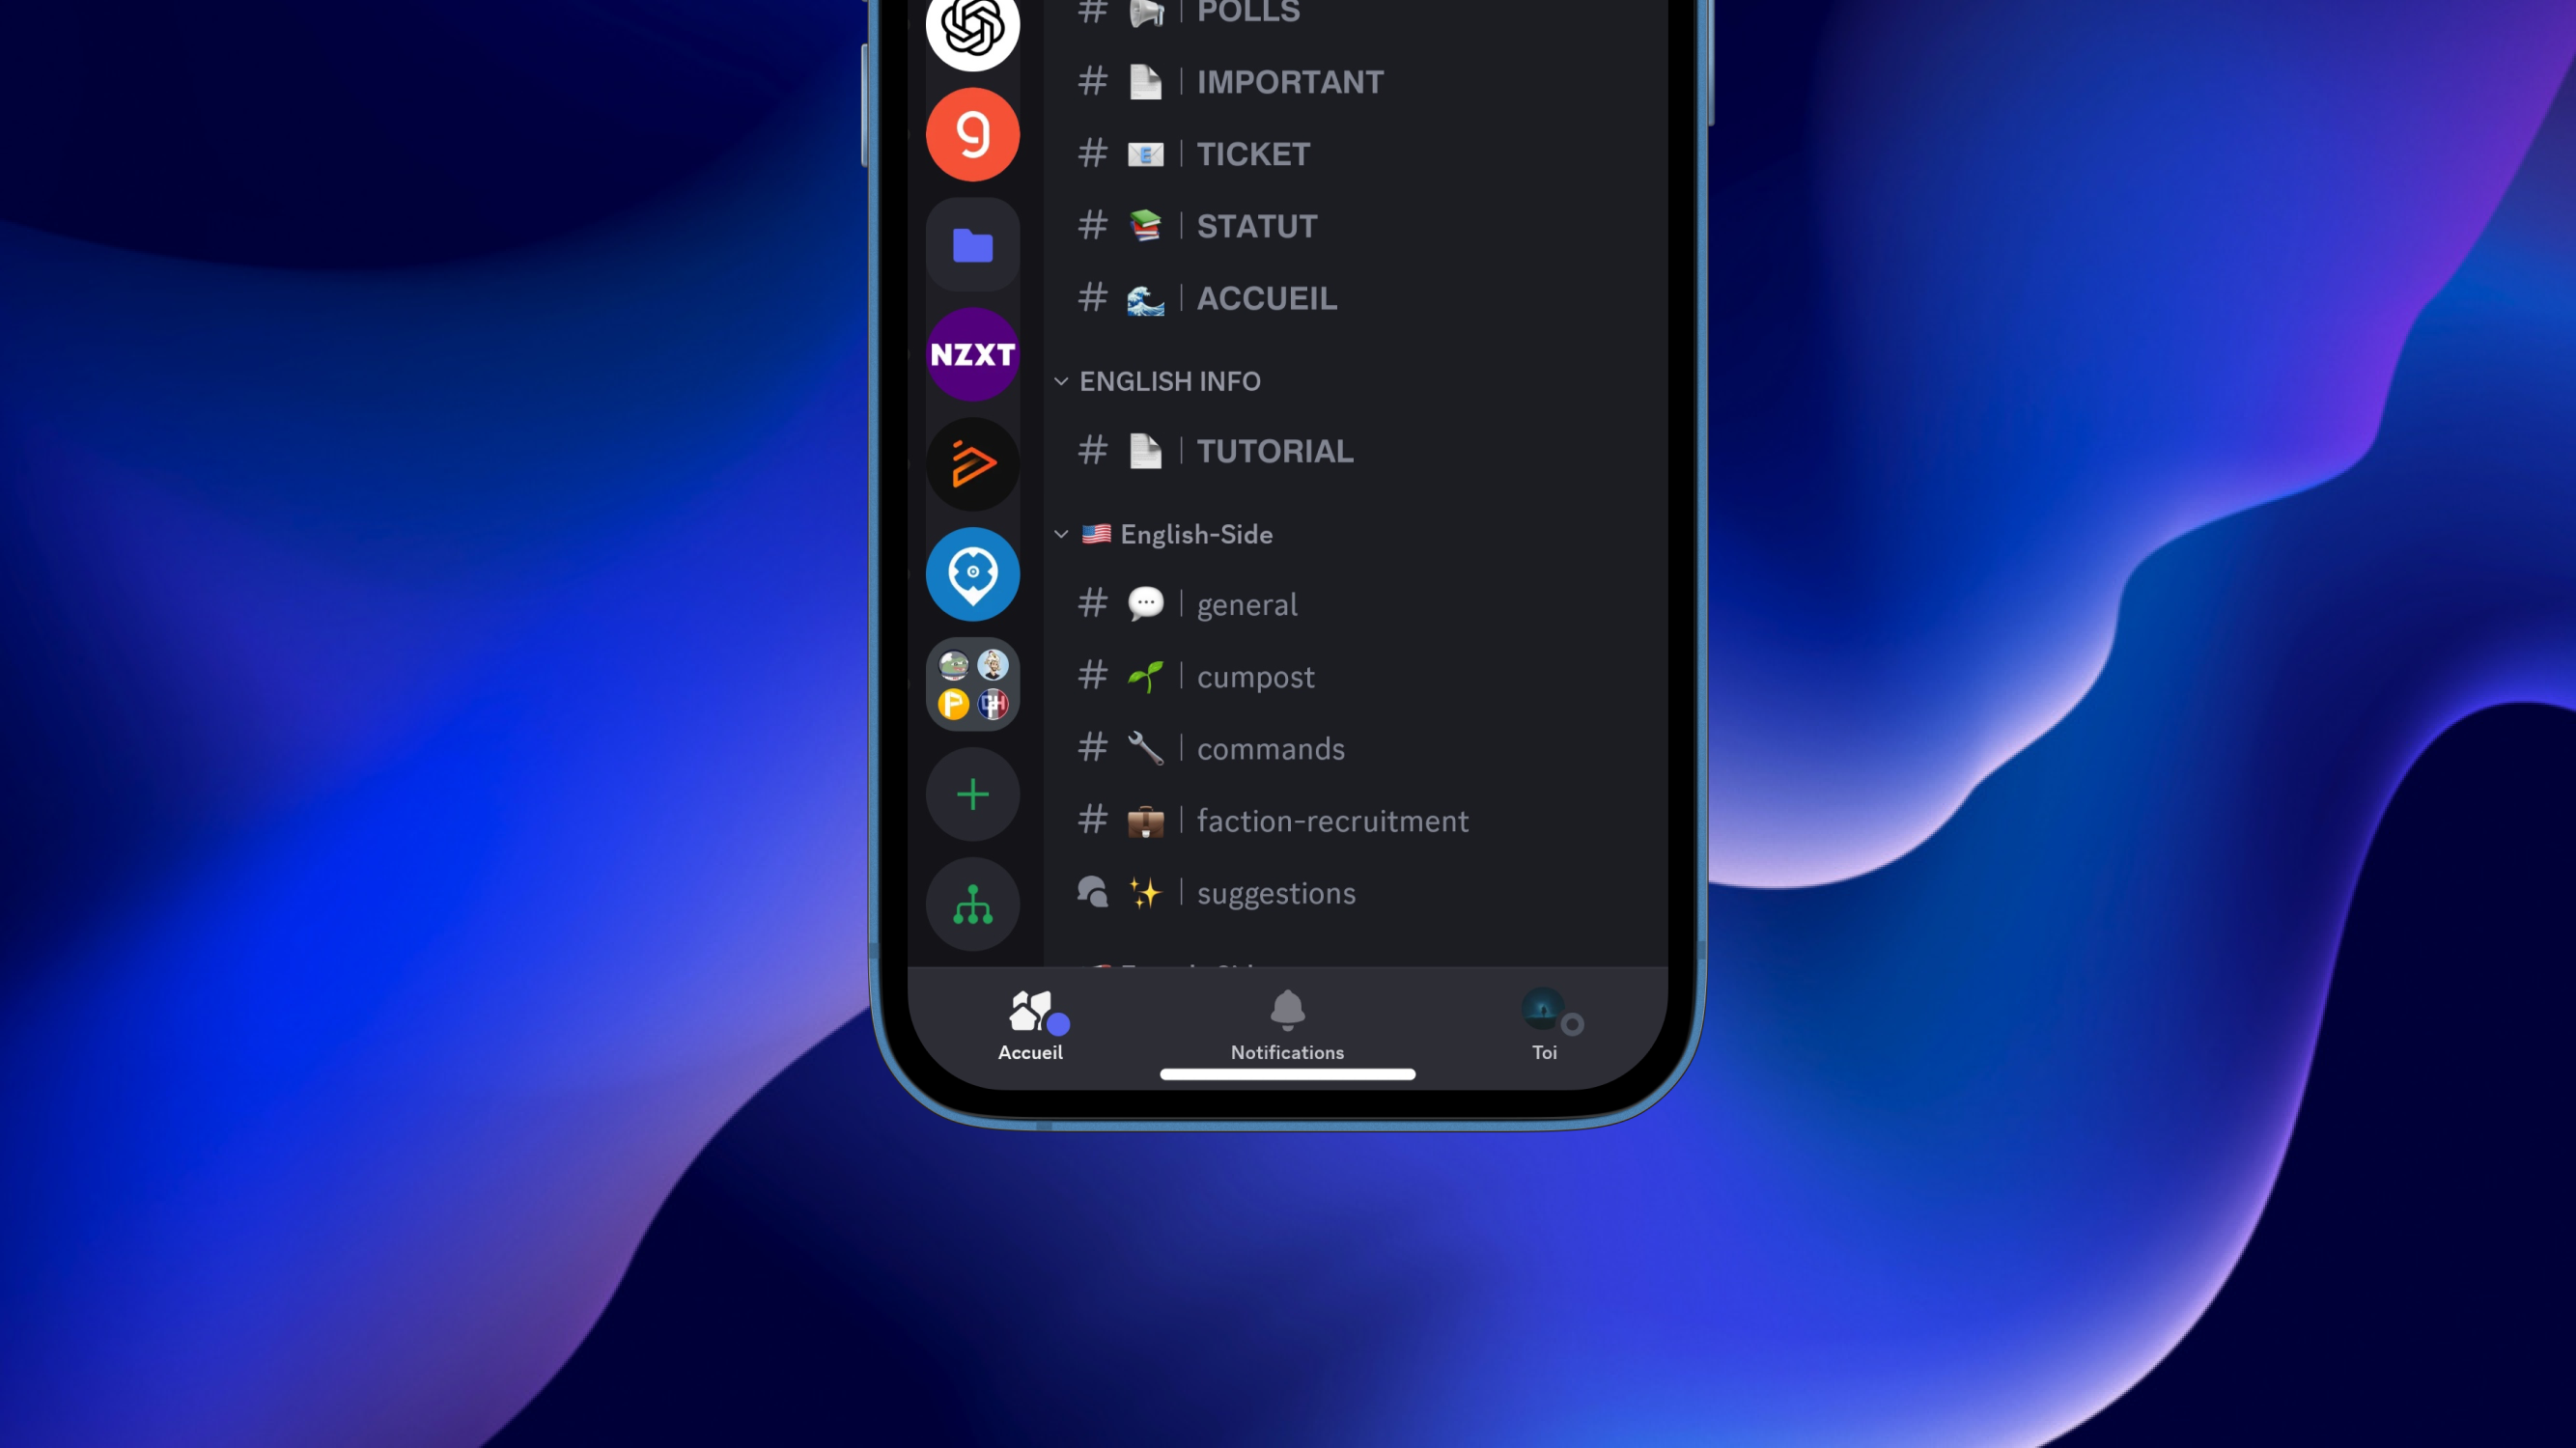 POLLS
IMPORTANT
TICKET
STATUT
ACCUEIL
NZXT
ENGLISH INFO
TUTORIAL
English-Side
general
cumpost
commands
faction-recruitment
suggestions
Accueil
Notifications
Toi